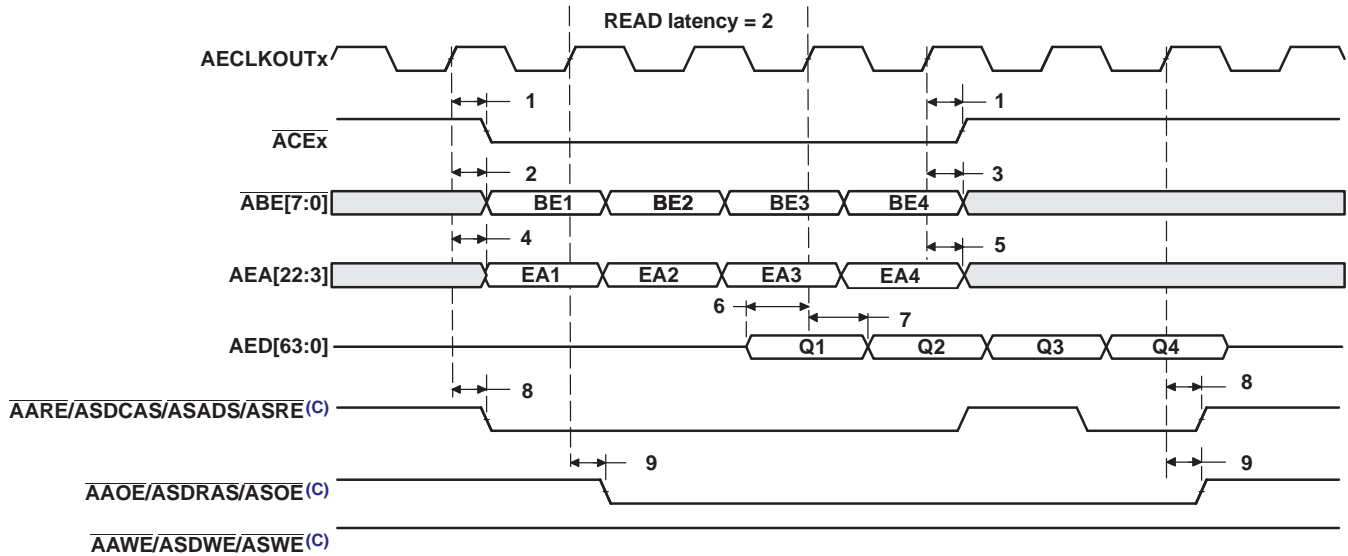 READ latency = 2
AECLKOUTx
1 1
ACEx
2 3
ABE[7:0] BE1 BE2 BE3 BE4
4 5
AEA[22:3] EA1 EA2 EA3 EA4
6 7
AED[63:0] Q1 Q2 Q3 Q4
8 8
AARE/ASDCAS/ASADS/ASRE(C)
9 9
AAOE/ASDRAS/ASOE(C)
AAWE/ASDWE/ASWE(C)